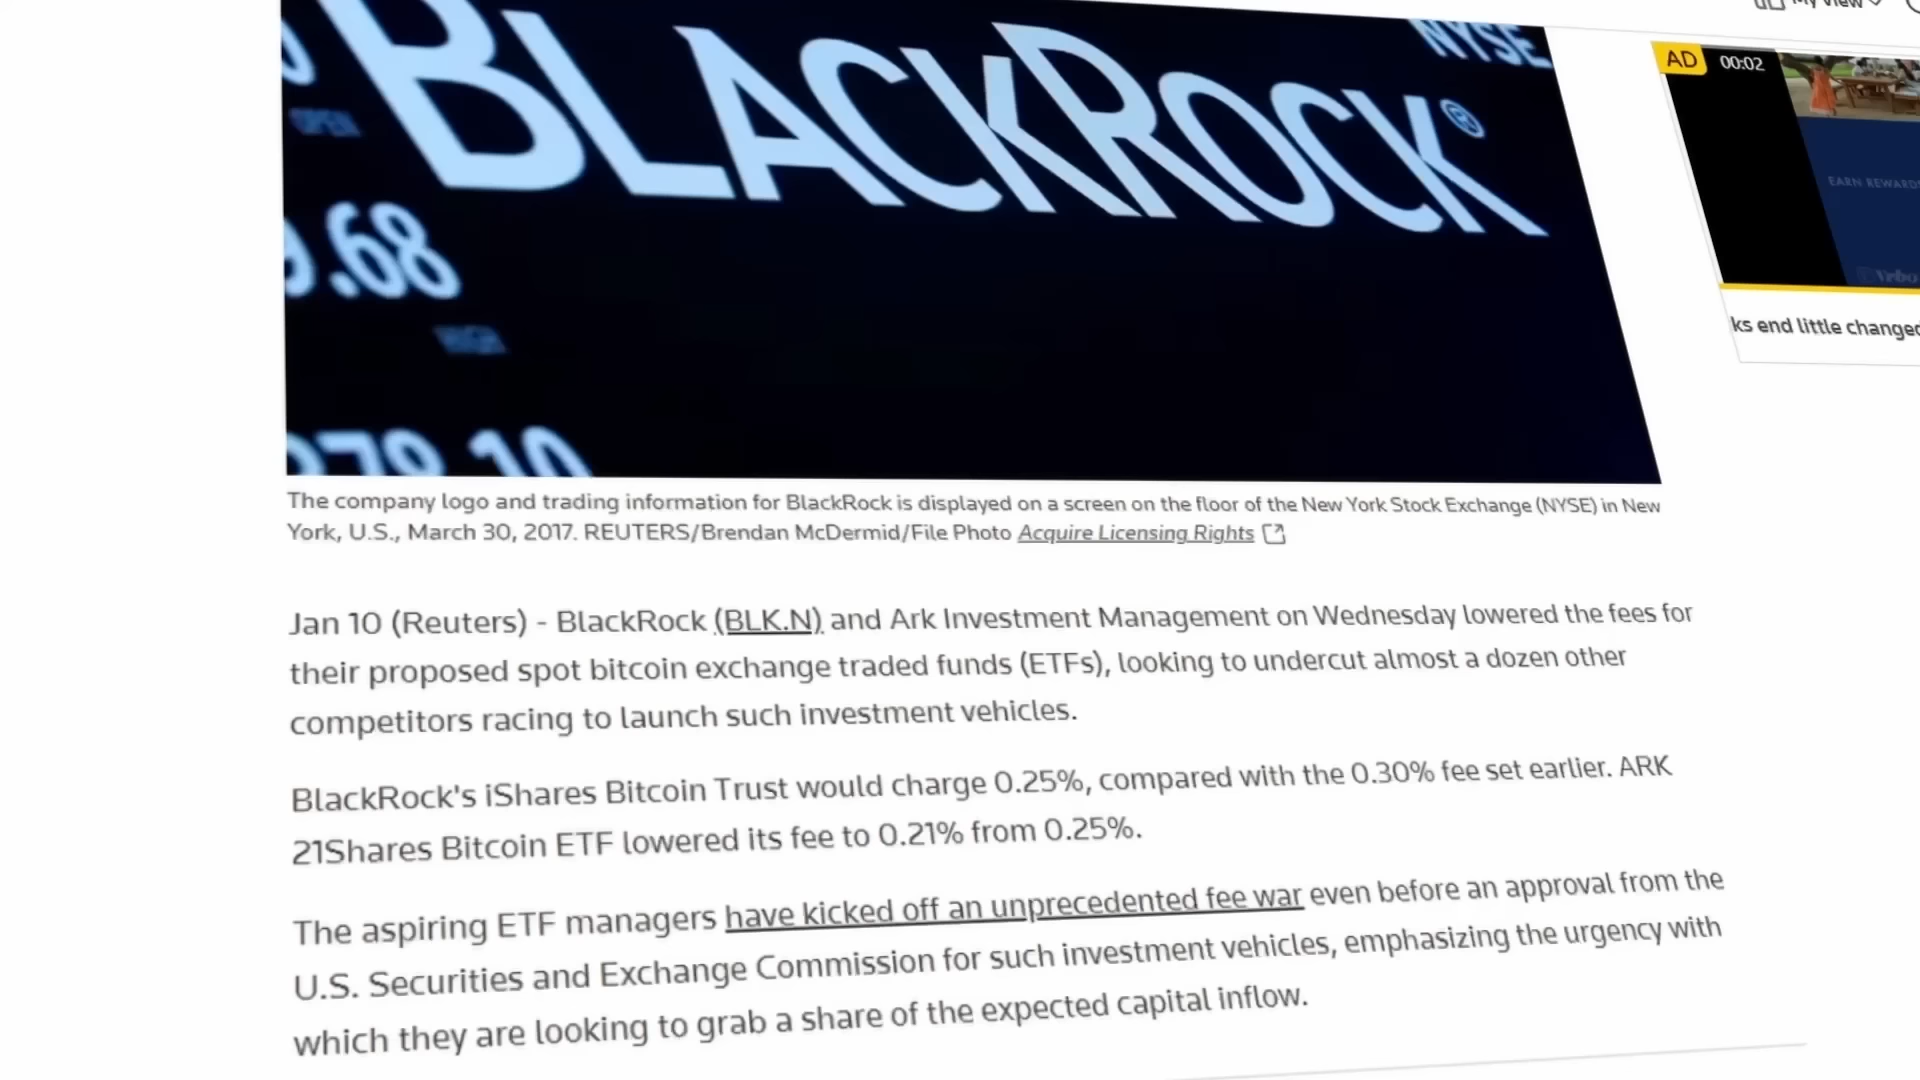 My View
BLACKROCK®
NYSE
OPEN
.68
HIGH
278.10
AD 00:02
EARN REWARDS
Vrbo
ks end little changed
The company logo and trading information for BlackRock is displayed on a screen on the floor of the New York Stock Exchange (NYSE) in New
York, U.S., March 30, 2017. REUTERS/Brendan McDermid/File Photo Acquire Licensing Rights
Jan 10 (Reuters) - BlackRock (BLK.N) and Ark Investment Management on Wednesday lowered the fees for
their proposed spot bitcoin exchange traded funds (ETFs), looking to undercut almost a dozen other
competitors racing to launch such investment vehicles.
BlackRock's iShares Bitcoin Trust would charge 0.25%, compared with the 0.30% fee set earlier. ARK
21Shares Bitcoin ETF lowered its fee to 0.21% from 0.25%.
The aspiring ETF managers have kicked off an unprecedented fee war even before an approval from the
U.S. Securities and Exchange Commission for such investment vehicles, emphasizing the urgency with
which they are looking to grab a share of the expected capital inflow.